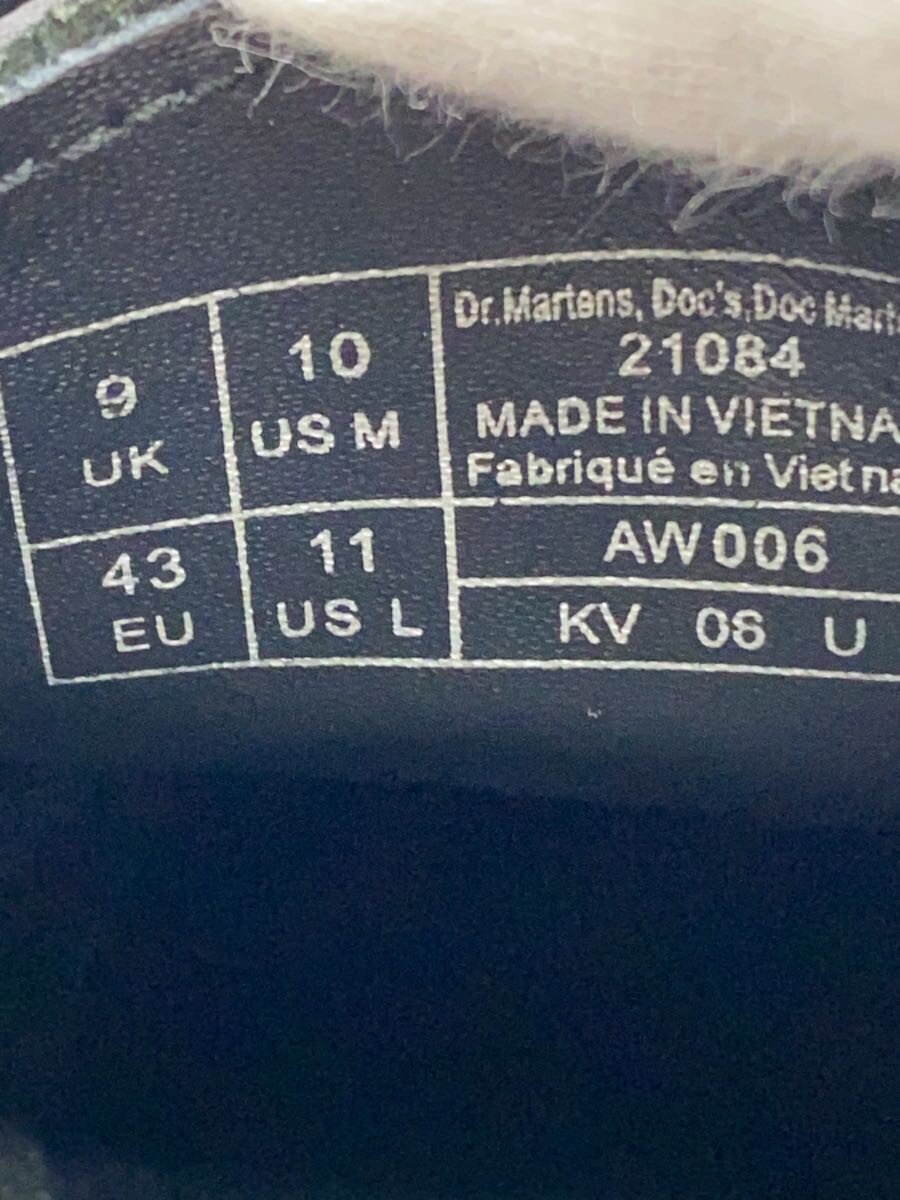 9
UK
10
US M
43
EU
11
US L
Dr.Martens, Doc's, Doc Mart
21084
MADE IN VIETNA
Fabriqué en Vietna
AW006
KV 06 U